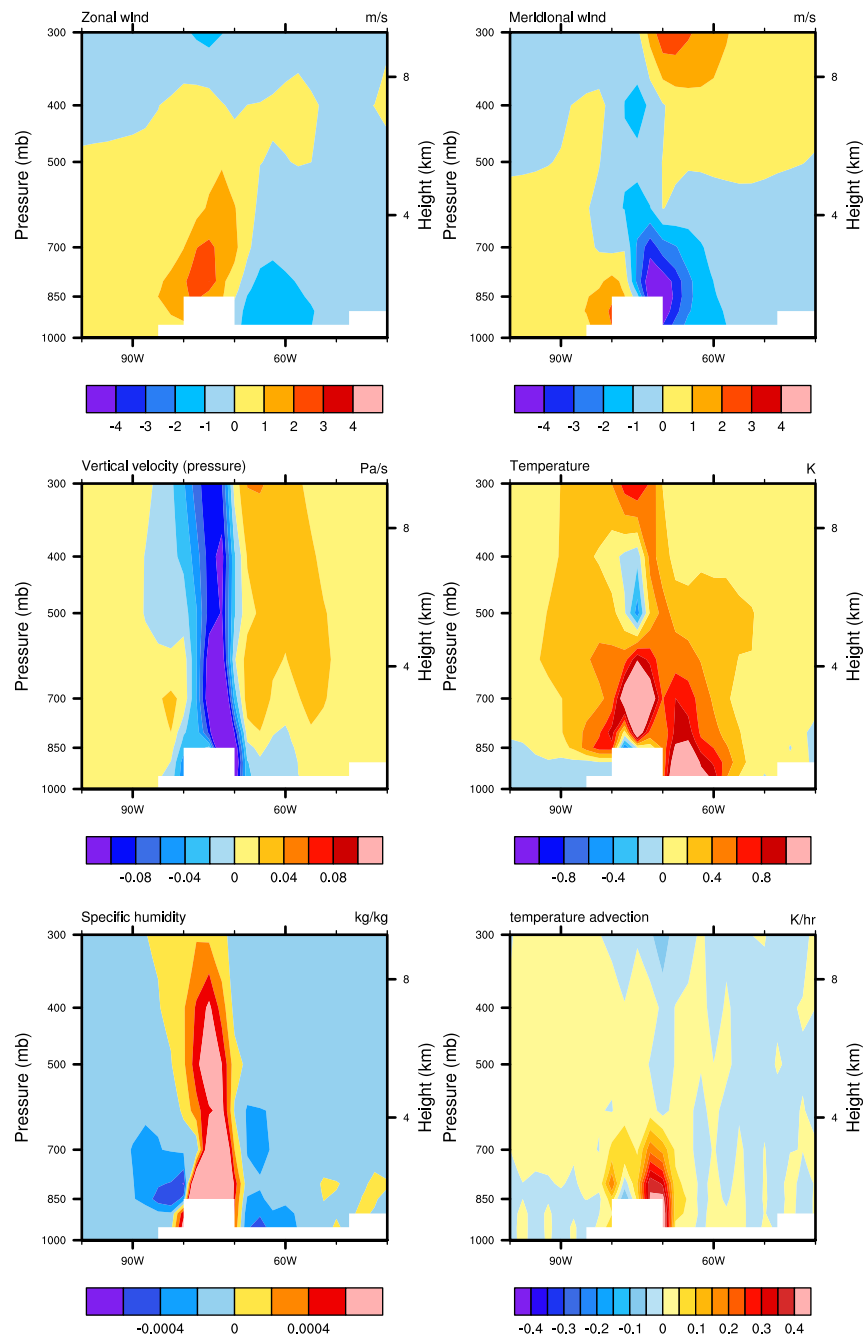 Zonal wind m/s
300
400
500
700
850
1000
Pressure (mb)
8
4
Height (km)
90W 60W
-4 -3 -2 -1 0 1 2 3 4
Meridional wind m/s
300
400
500
700
850
1000
Pressure (mb)
8
4
Height (km)
90W 60W
-4 -3 -2 -1 0 1 2 3 4
Vertical velocity (pressure) Pa/s
300
400
500
700
850
1000
Pressure (mb)
8
4
Height (km)
90W 60W
-0.08 -0.04 0 0.04 0.08
Temperature K
300
400
500
700
850
1000
Pressure (mb)
8
4
Height (km)
90W 60W
-0.8 -0.4 0 0.4 0.8
Specific humidity kg/kg
300
400
500
700
850
1000
Pressure (mb)
8
4
Height (km)
90W 60W
-0.0004 0 0.0004
temperature advection K/hr
300
400
500
700
850
1000
Pressure (mb)
8
4
Height (km)
90W 60W
-0.4 -0.3 -0.2 -0.1 0 0.1 0.2 0.3 0.4